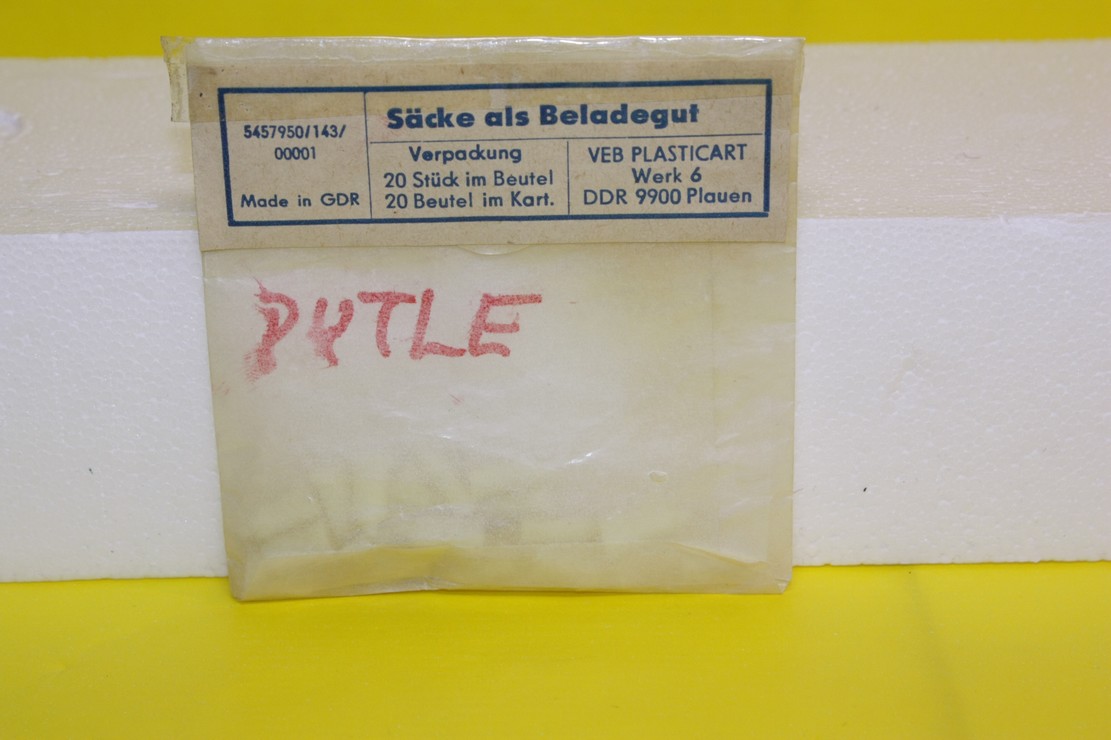 5457950/143/
00001
Made in GDR
Säcke als Beladegut
Verpackung
20 Stück im Beutel
20 Beutel im Kart.
VEB PLASTICART
Werk 6
DDR 9900 Plauen
PYTLE